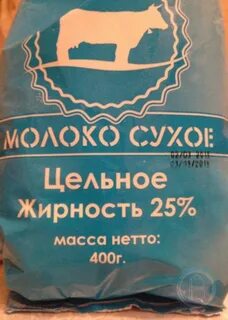 МОЛОКО СУХОЕ
Цельное
Жирность 25%
масса нетто:
400г.